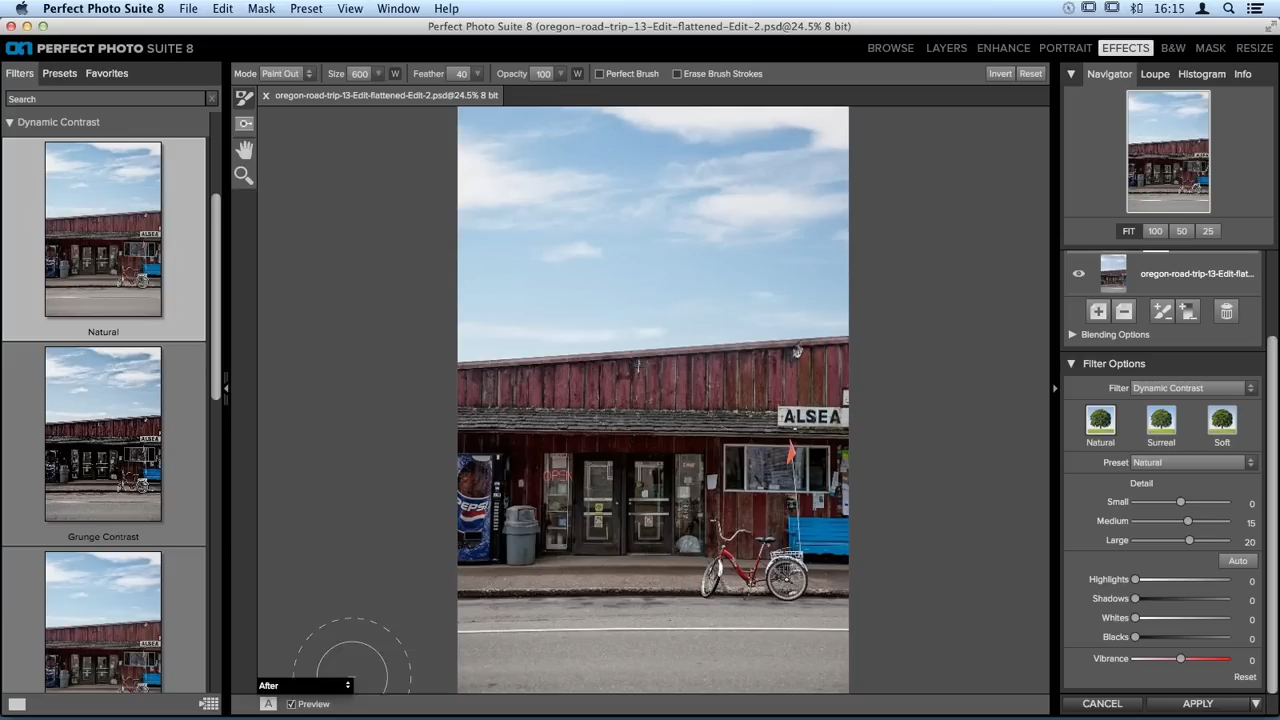 Perfect Photo Suite 8 File Edit Mask Preset View Window Help 16:15
Perfect Photo Suite 8 (oregon-road-trip-13-Edit-flattened-Edit-2.psd@24.5% 8 bit)
on PERFECT PHOTO SUITE 8 BROWSE LAYERS ENHANCE PORTRAIT EFFECTS B&W MASK RESIZE
Filters Presets Favorites
Mode Paint Out Size 600 W Feather 40 Opacity 100 W Perfect Brush Erase Brush Strokes Invert Reset
Navigator Loupe Histogram Info
Search x
x oregon-road-trip-13-Edit-flattened-Edit-2.psd@24.5% 8 bit
Dynamic Contrast
Natural
Grunge Contrast
ALSEA
OPEN
PEPSI
After
A Preview
FIT 100 50 25
oregon-road-trip-13-Edit-flat...
Blending Options
Filter Options
Filter Dynamic Contrast
Natural Surreal Soft
Preset Natural
Detail
Small 0
Medium 15
Large 20
Auto
Highlights 0
Shadows 0
Whites 0
Blacks 0
Vibrance 0
Reset
CANCEL APPLY